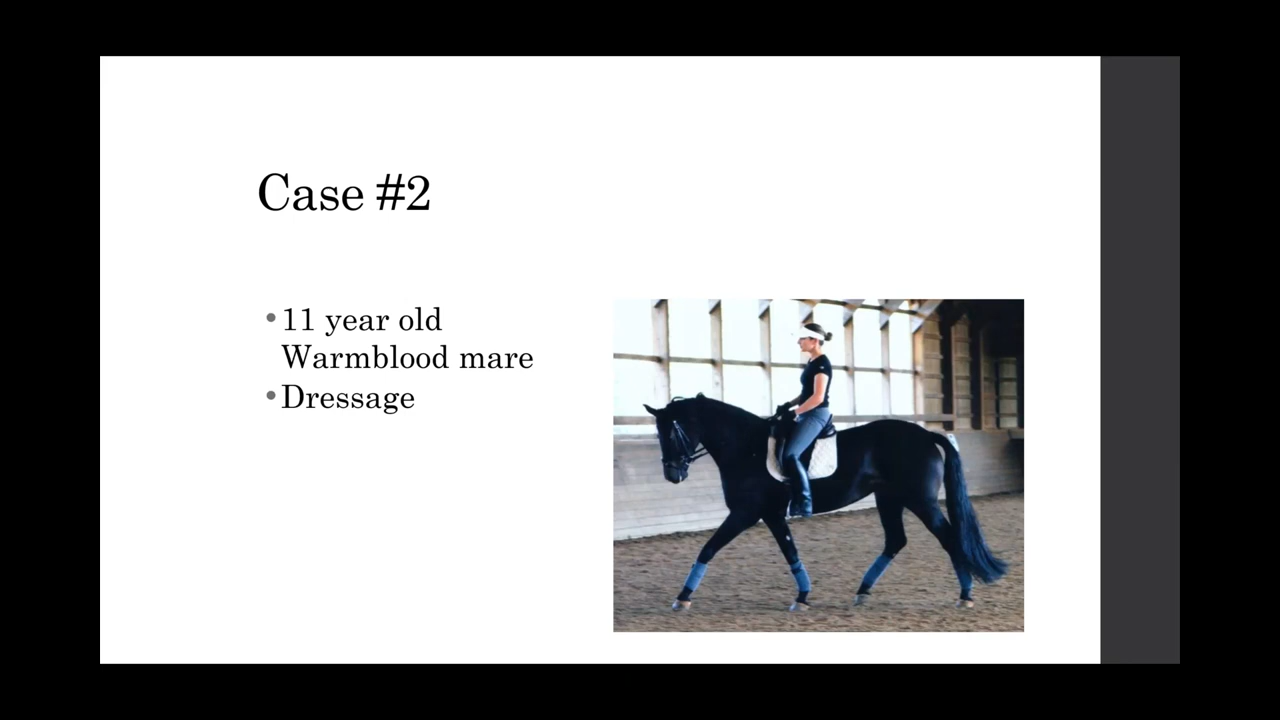 Case #2
• 11 year old
Warmblood mare
• Dressage